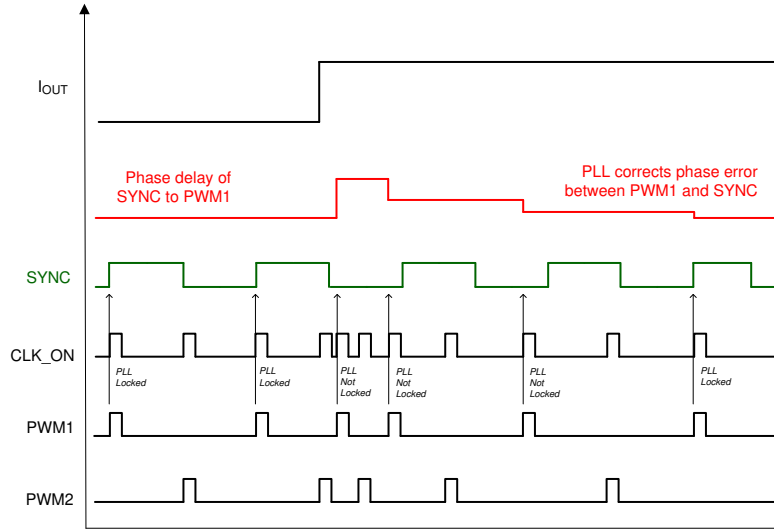 IOUT
Phase delay of
SYNC to PWM1
PLL corrects phase error
between PWM1 and SYNC
SYNC
CLK_ON
PLL
Locked
PLL
Locked
PLL
Not
Locked
PLL
Not
Locked
PLL
Not
Locked
PLL
Locked
PWM1
PWM2